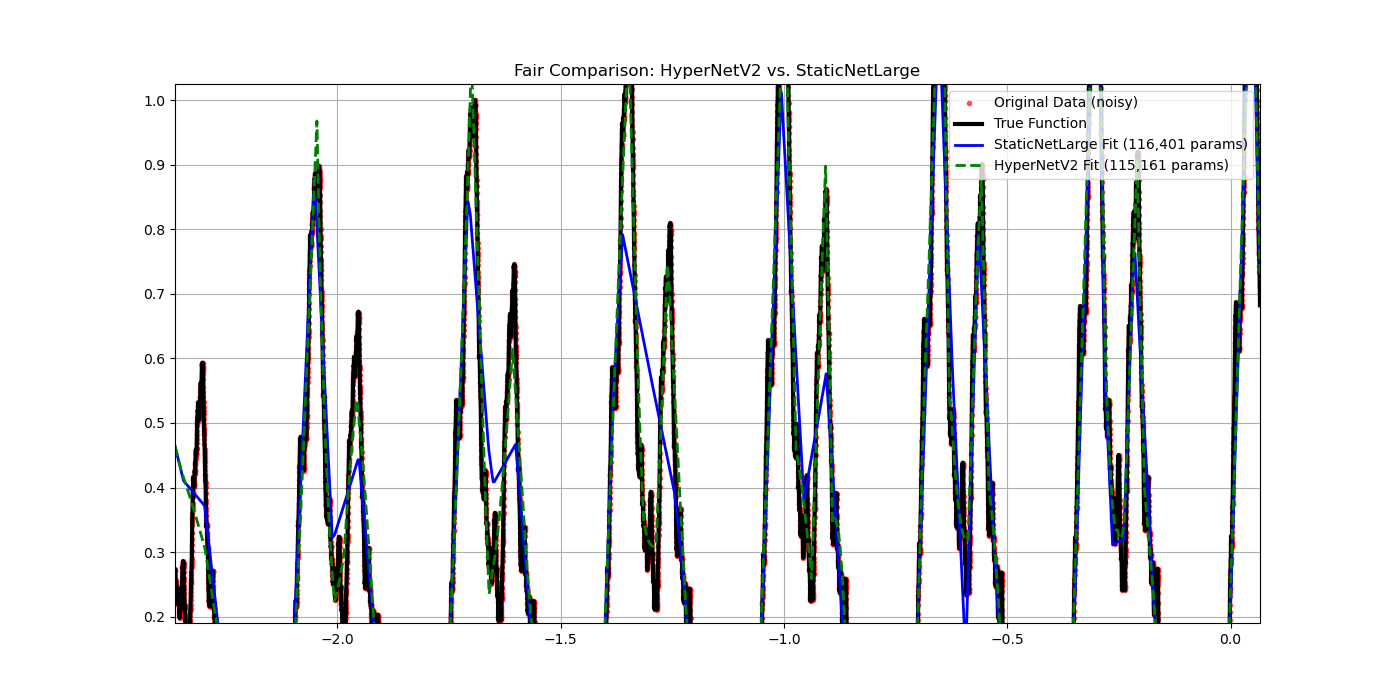 Fair Comparison: HyperNetV2 vs. StaticNetLarge
Original Data (noisy)
True Function
StaticNetLarge Fit (116,401 params)
HyperNetV2 Fit (115,161 params)
1.0
0.9
0.8
0.7
0.6
0.5
0.4
0.3
0.2
−2.0 −1.5 −1.0 −0.5 0.0